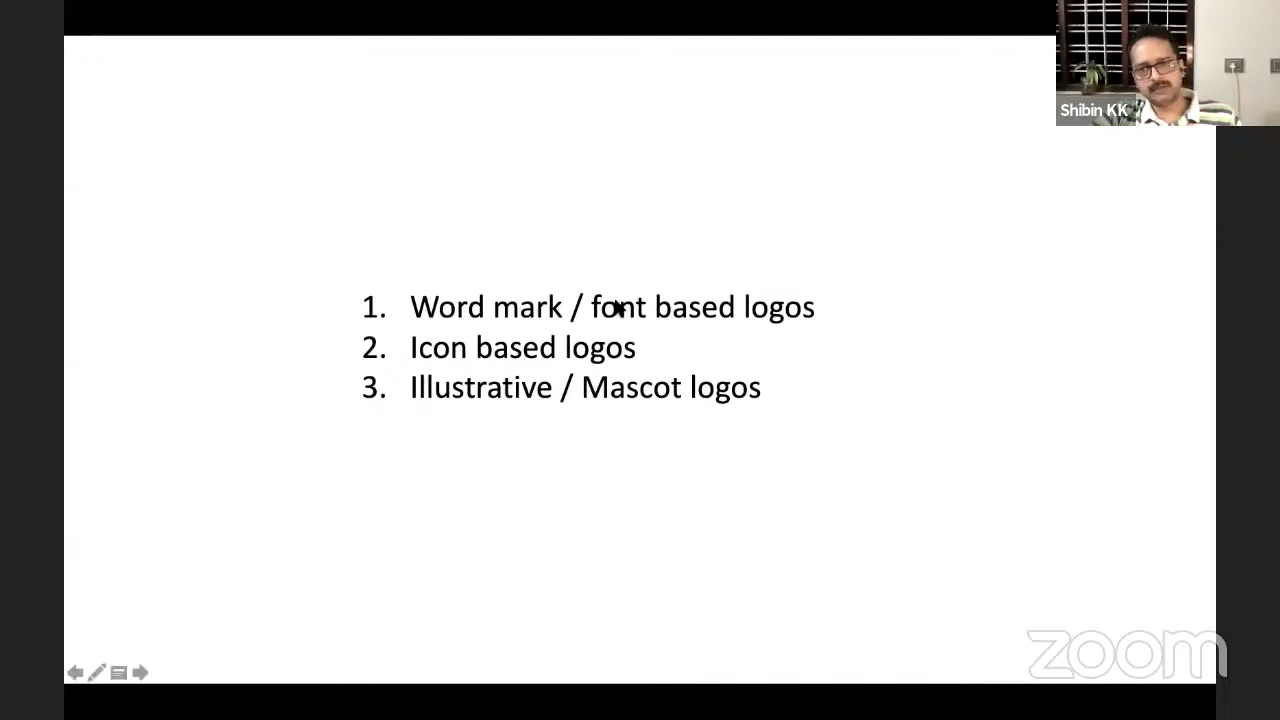 Shibin KK
1. Word mark / font based logos
2. Icon based logos
3. Illustrative / Mascot logos
zoom